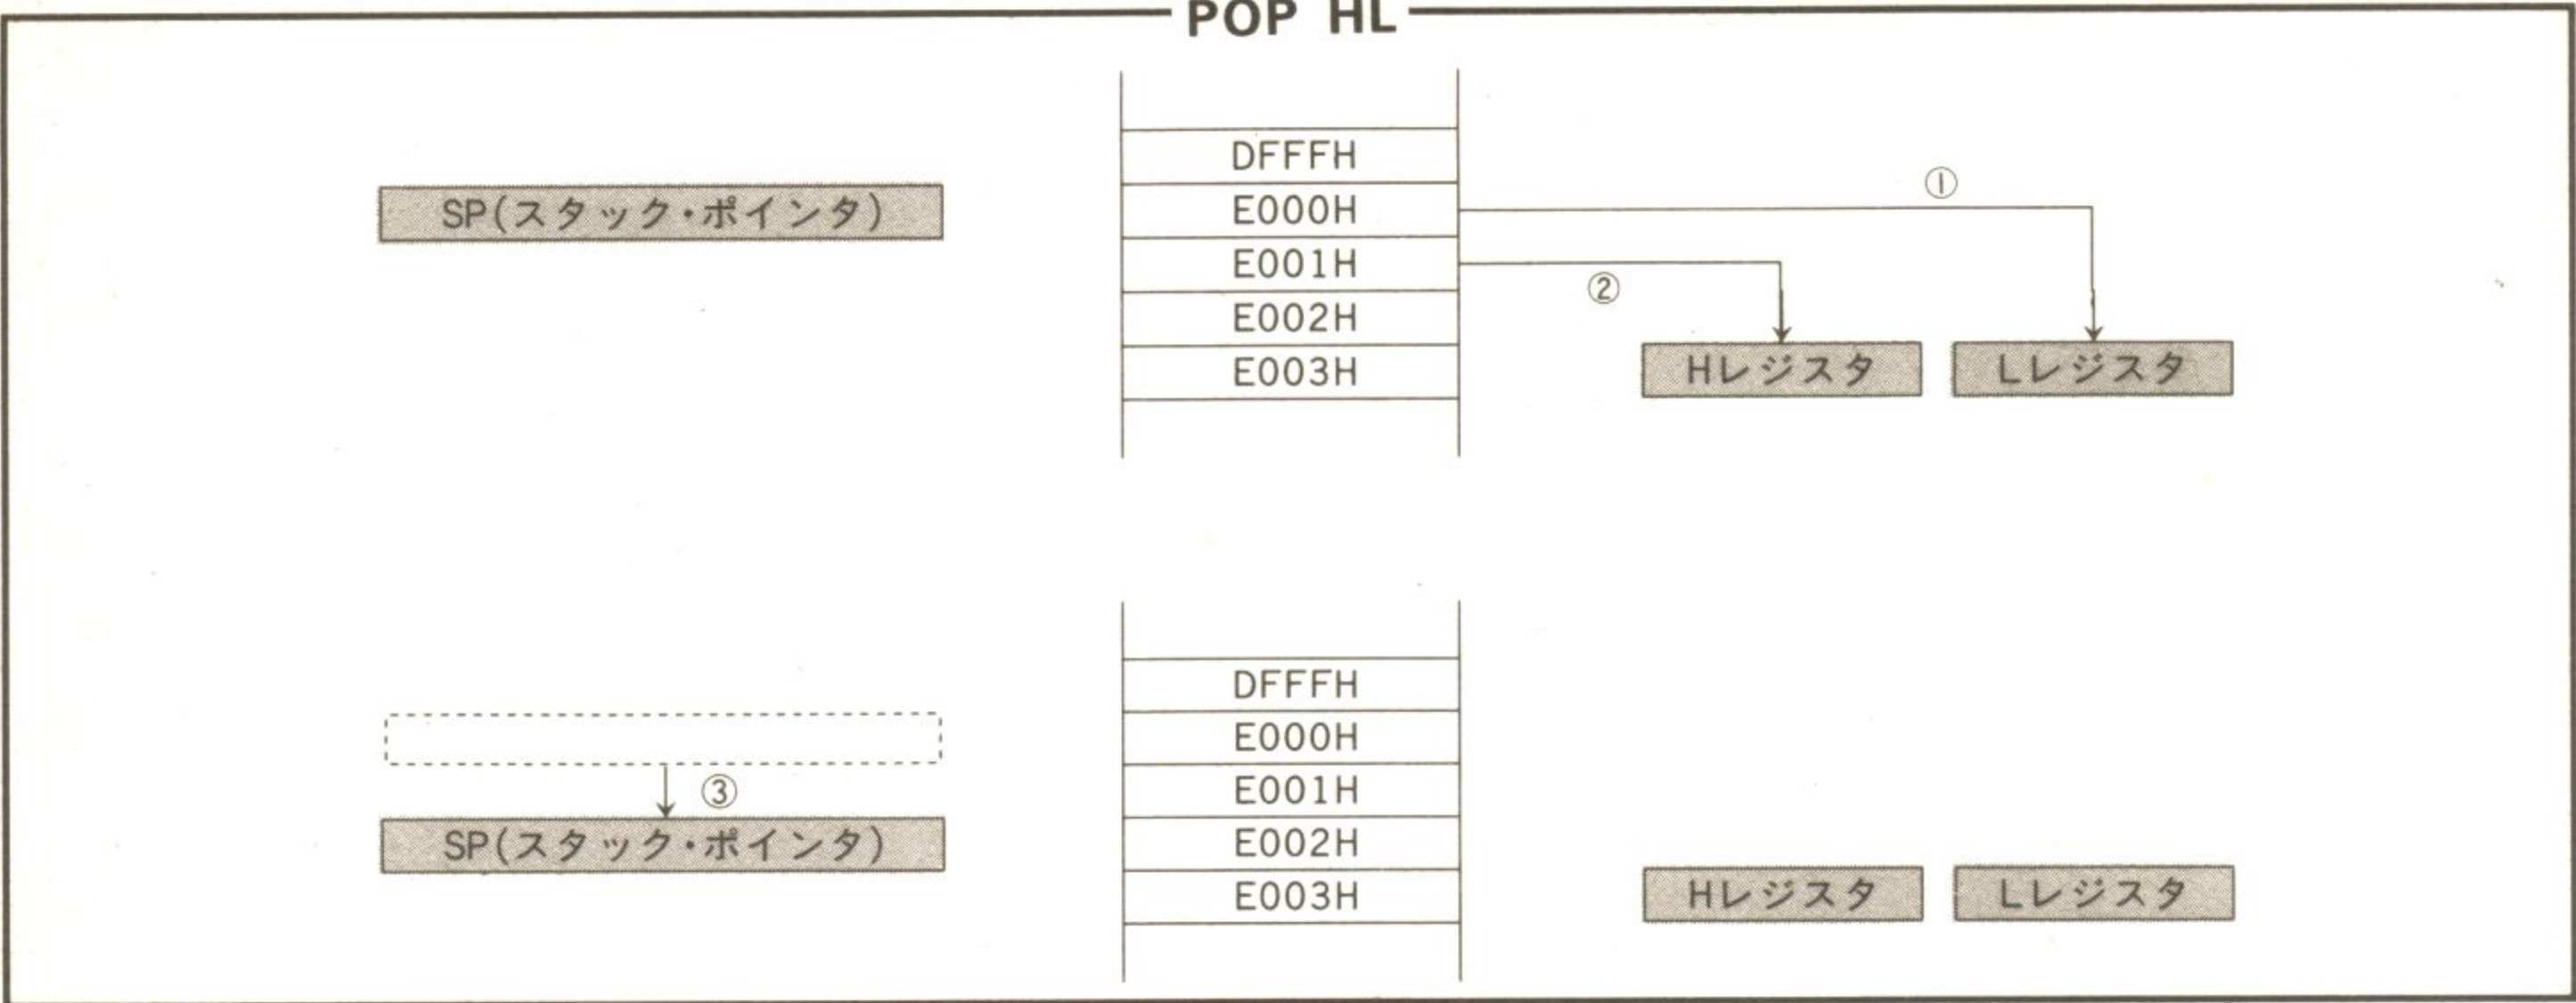 POP HL
DFFFH
①
SP(スタック・ポインタ)
E000H
E001H
②
E002H
E003H
Hレジスタ
Lレジスタ
DFFFH
E000H
③
E001H
SP(スタック・ポインタ)
E002H
E003H
Hレジスタ
Lレジスタ